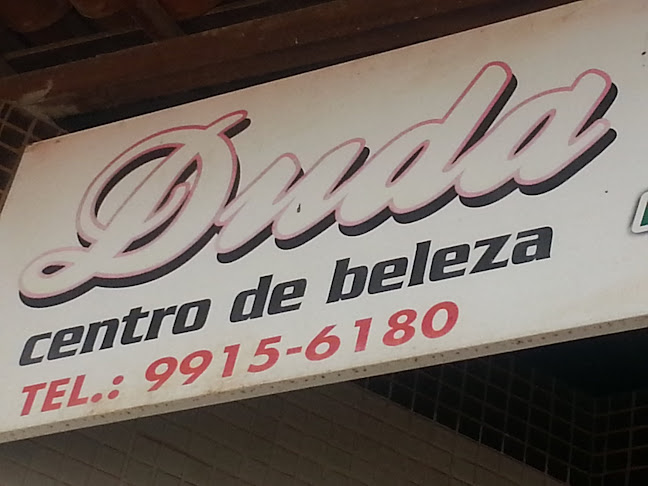 Duda
centro de beleza
TEL.: 9915-6180